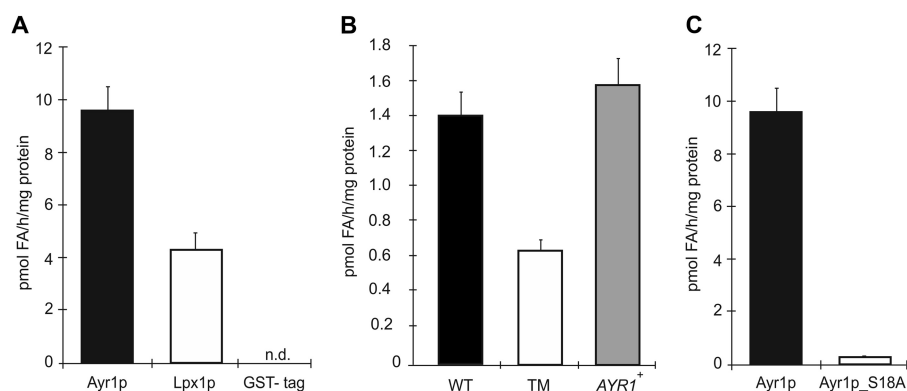 A
12
10
8
6
4
2
0
pmol FA/h/mg protein
n.d.
Ayr1p
Lpx1p
GST- tag
B
1.8
1.6
1.4
1.2
1.0
0.8
0.6
0.4
0.2
0
pmol FA/h/mg protein
WT
TM
AYR1+
C
12
10
8
6
4
2
0
pmol FA/h/mg protein
Ayr1p
Ayr1p_S18A